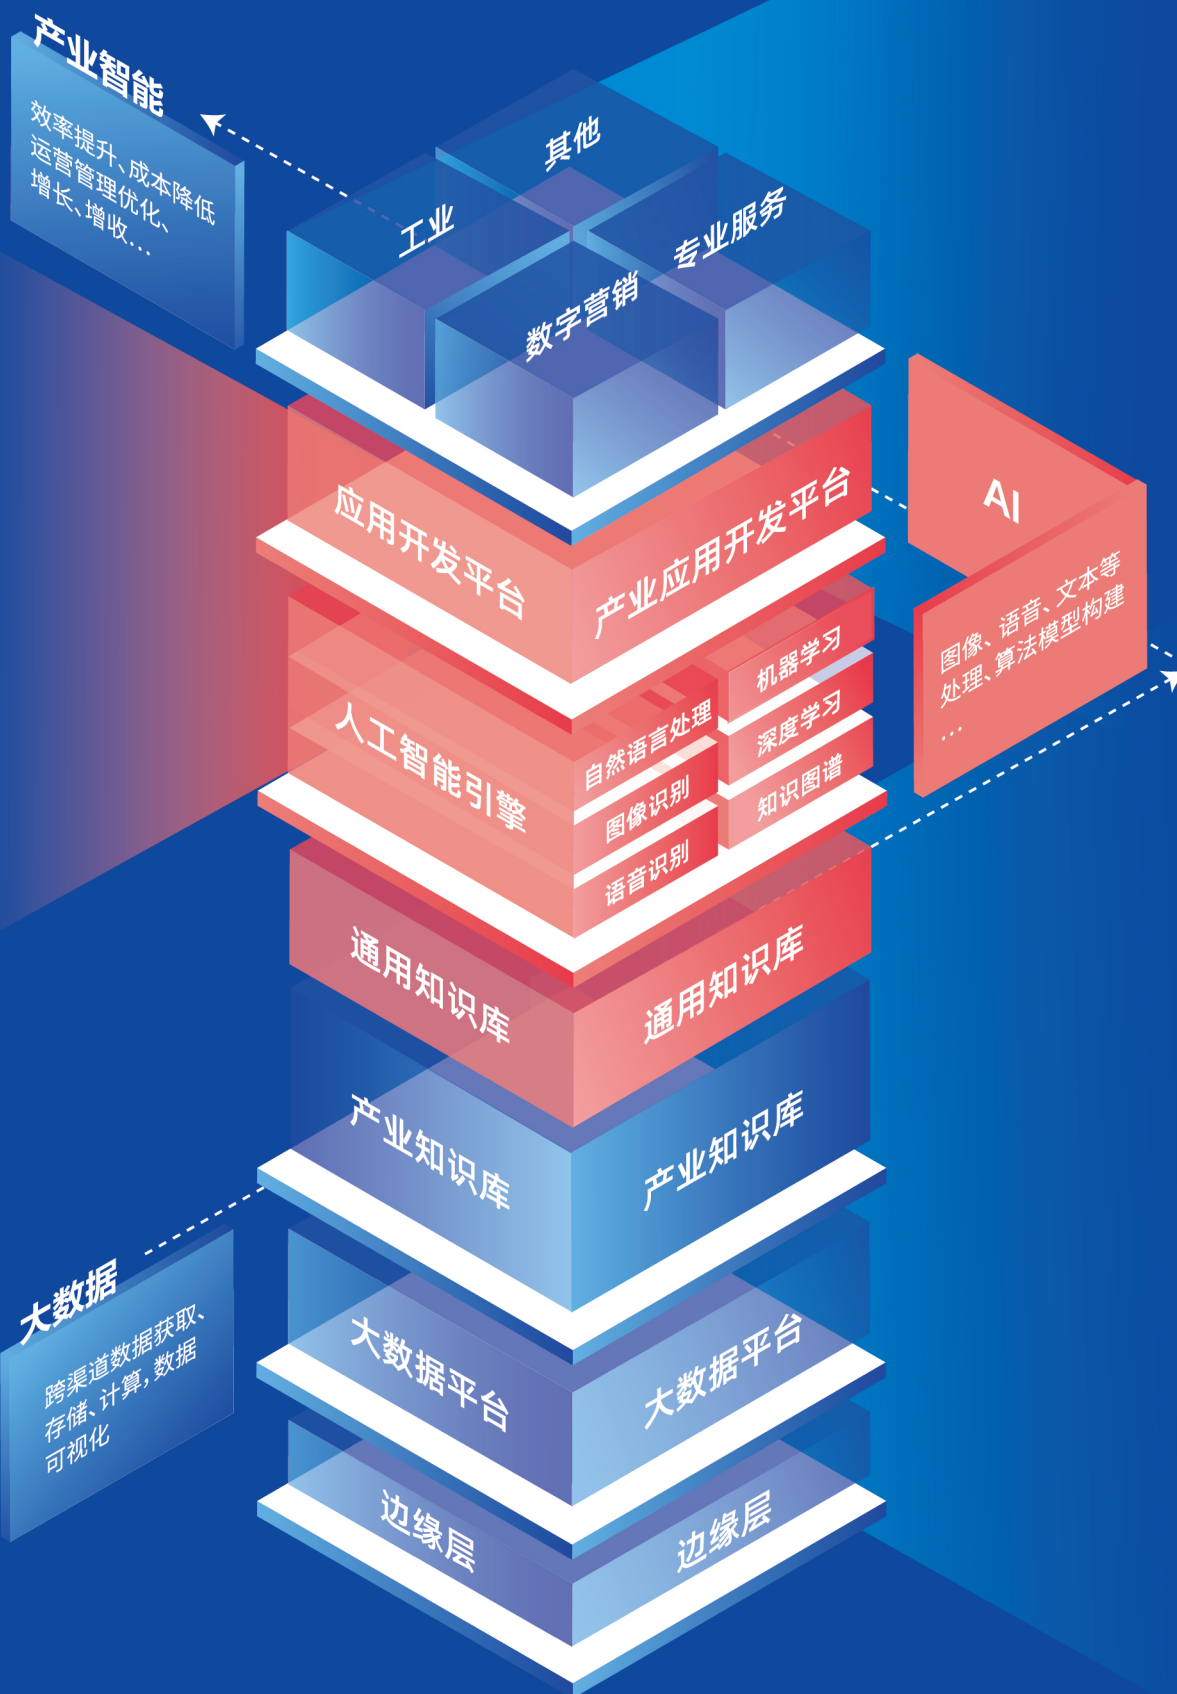 产业智能
效率提升、成本降低
运营管理优化、
增长、增收...
其他
工业
专业服务
数字营销
应用开发平台
产业应用开发平台
AI
图像、语音、文本等
处理、算法模型构建
...
人工智能引擎
自然语言处理
图像识别
语音识别
机器学习
深度学习
知识图谱
通用知识库
通用知识库
产业知识库
产业知识库
大数据
跨渠道数据获取、
存储、计算，数据
可视化
大数据平台
大数据平台
边缘层
边缘层